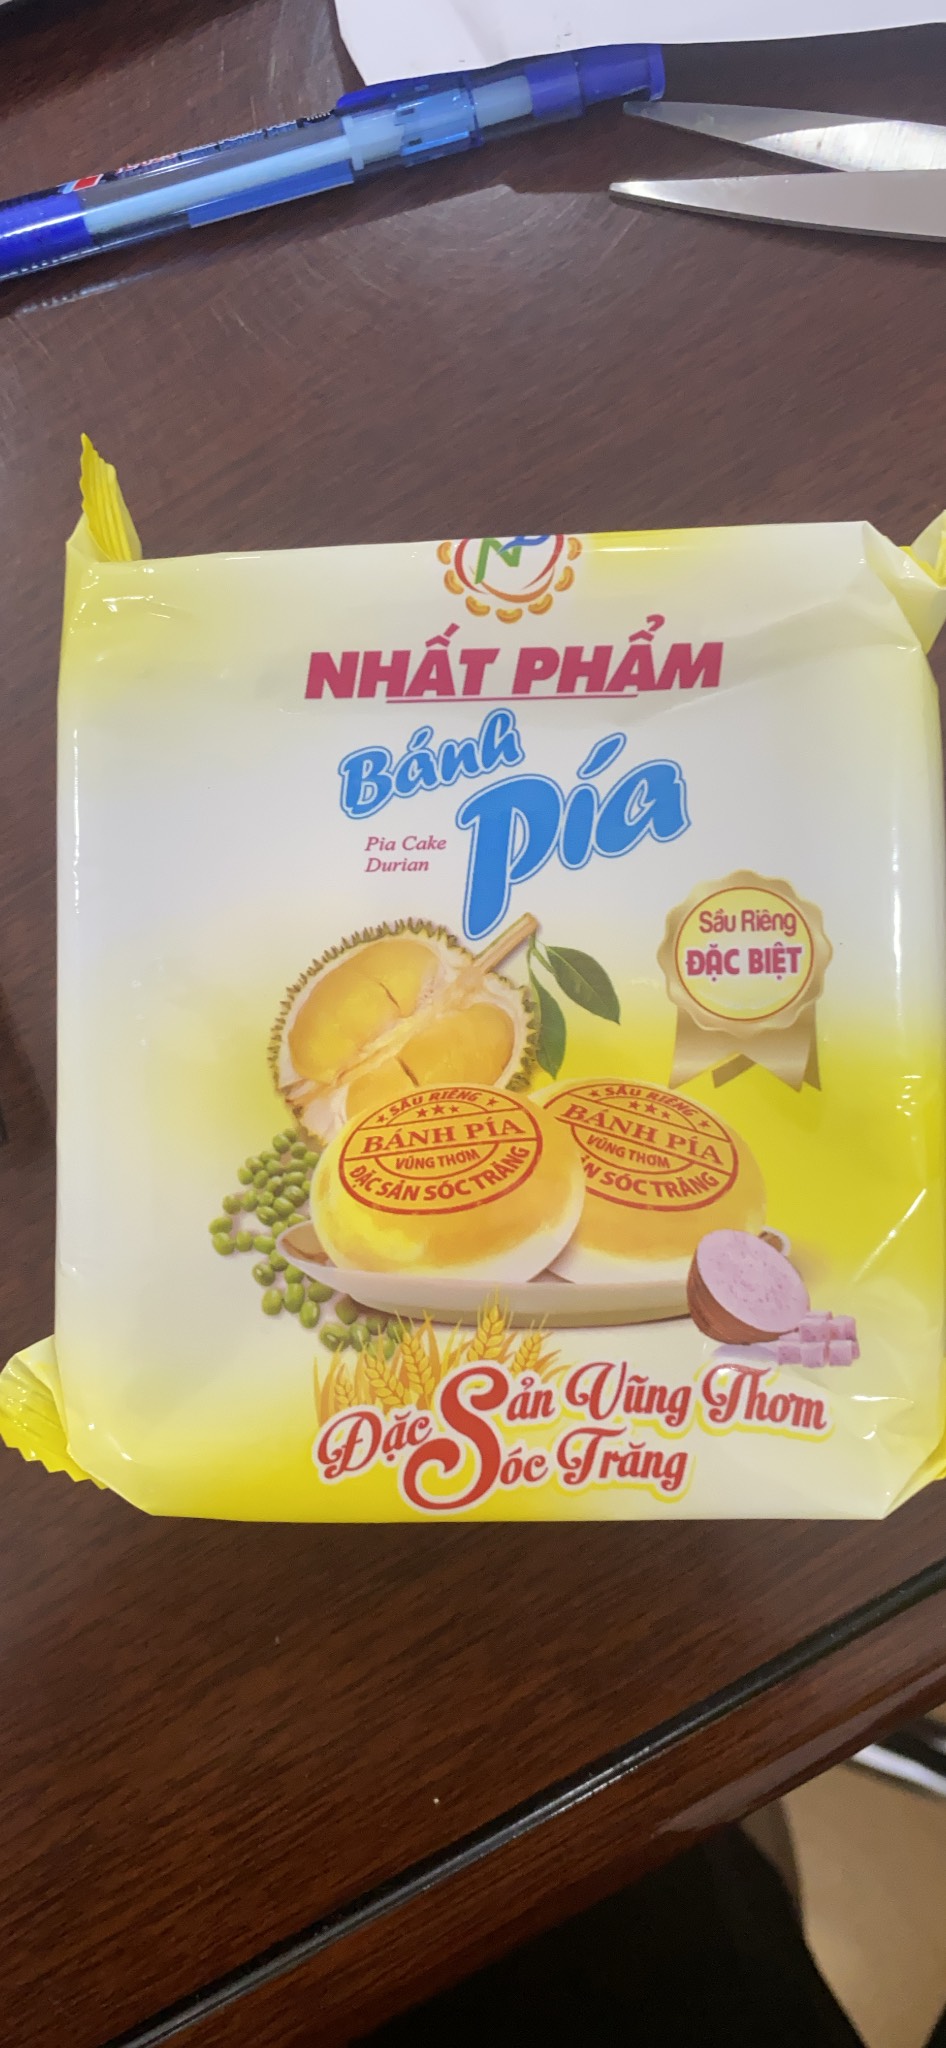 NHẤT PHẨM
Bánh
Pía
Pia Cake
Durian
Sầu Riêng
ĐẶC BIỆT
SẦU RIÊNG
BÁNH PÍA
VŨNG THƠM
ĐẶC SẢN SÓC TRĂNG
SẦU RIÊNG
BÁNH PÍA
VŨNG THƠM
SÓC TRĂNG
Đặc Sản Vũng Thơm
Sóc Trăng